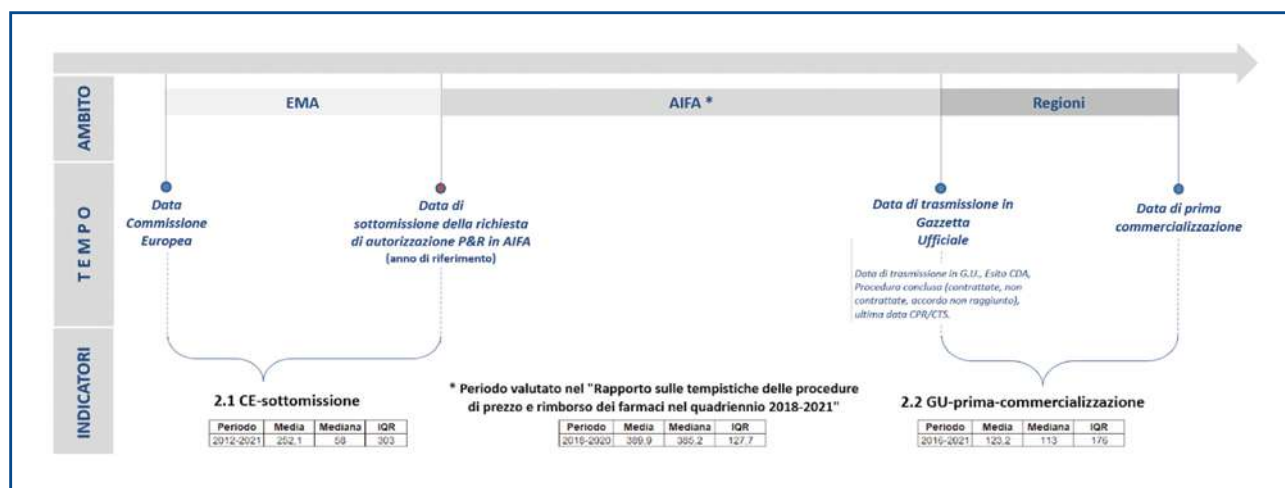 AMBITO
EMA
AIFA *
Regioni
TEMPO
Data
Commissione
Europea
Data di
sottomissione della richiesta
di autorizzazione P&R in AIFA
(anno di riferimento)
Data di trasmissione in
Gazzetta
Ufficiale
Data di trasmissione in G.U., Esito CDA,
Procedura conclusa (contrattate, non
contrattate, accordo non raggiunto),
ultima data CPR/CTS.
Data di prima
commercializzazione
INDICATORI
2.1 CE-sottomissione
Periodo Media Mediana IQR
2012-2021 252,1 58 303
* Periodo valutato nel "Rapporto sulle tempistiche delle procedure
di prezzo e rimborso dei farmaci nel quadriennio 2018-2021"
Periodo Media Mediana IQR
2018-2020 389,9 385,2 127,7
2.2 GU-prima-commercializzazione
Periodo Media Mediana IQR
2016-2021 123,2 113 176